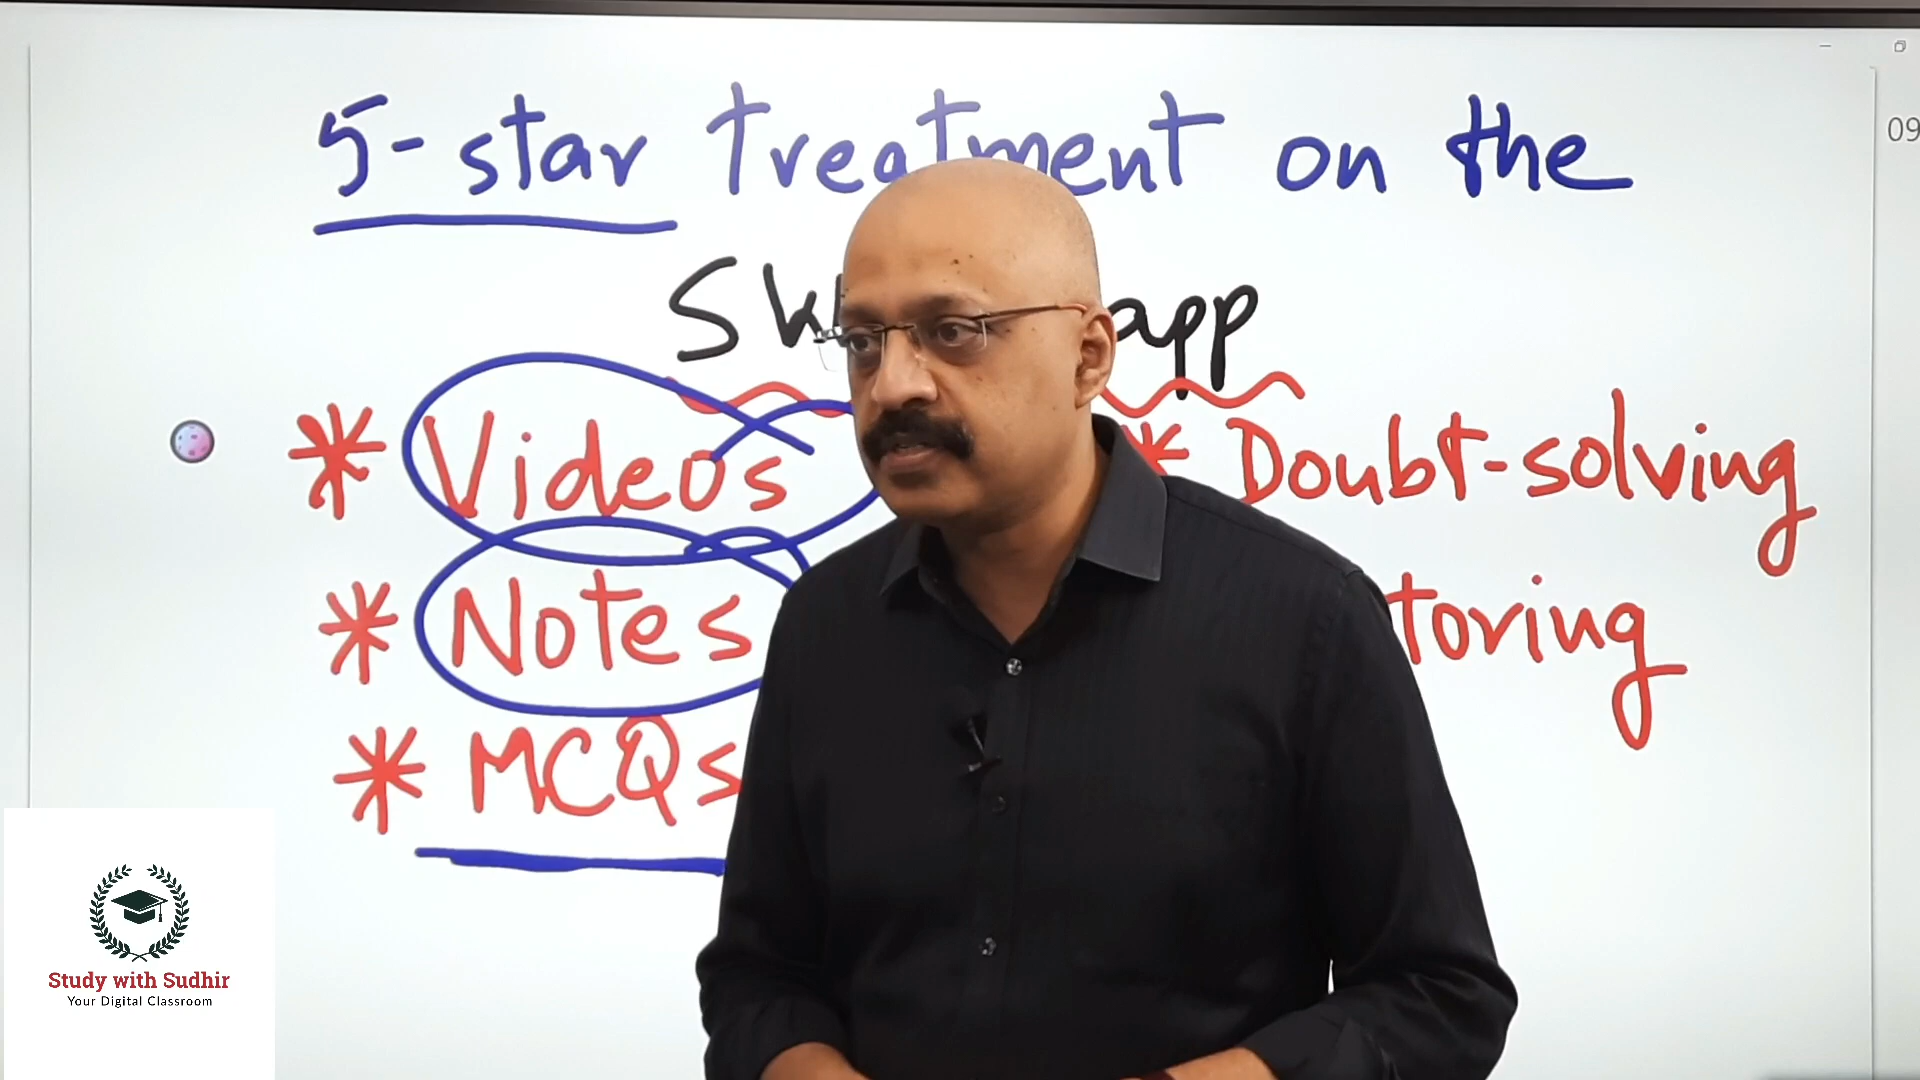 5-star treatment on the
app
* Videos
* Doubt-solving
* Notes
toring
* MCQs
09
Study with Sudhir
Your Digital Classroom